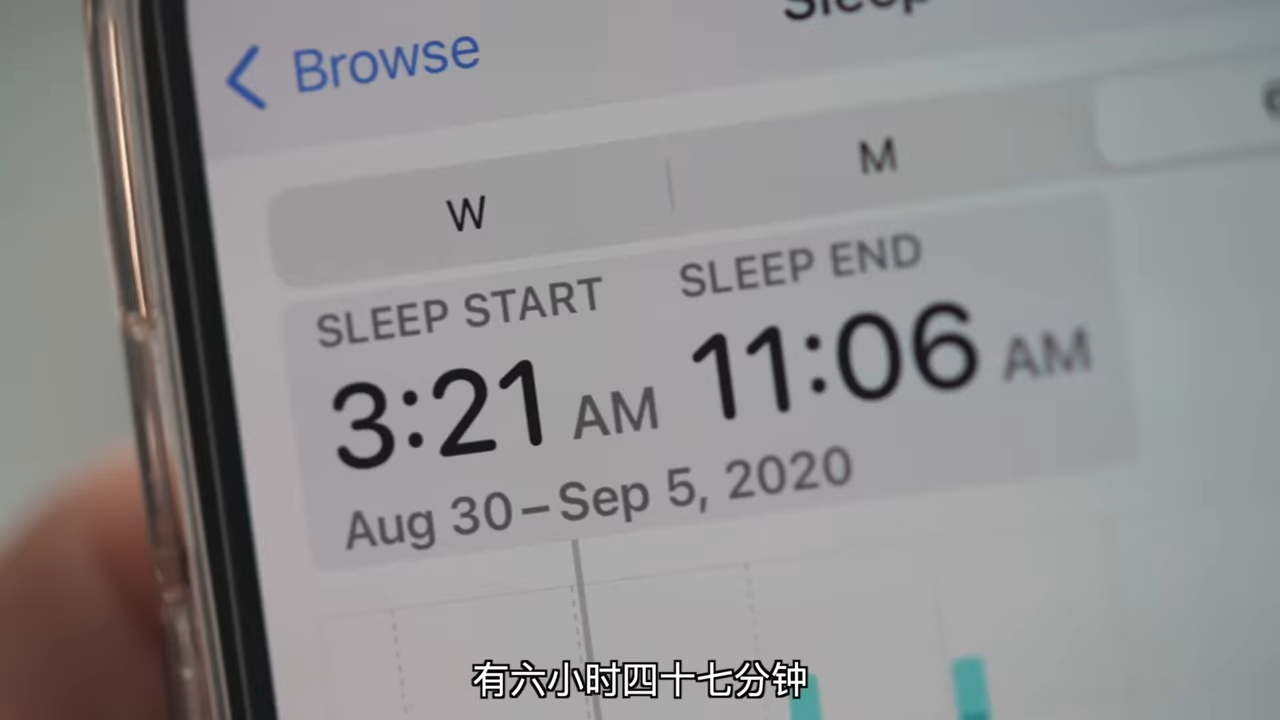 Sleep
Browse
W
M
SLEEP START
SLEEP END
3:21 AM
11:06 AM
Aug 30–Sep 5, 2020
有六小时四十七分钟